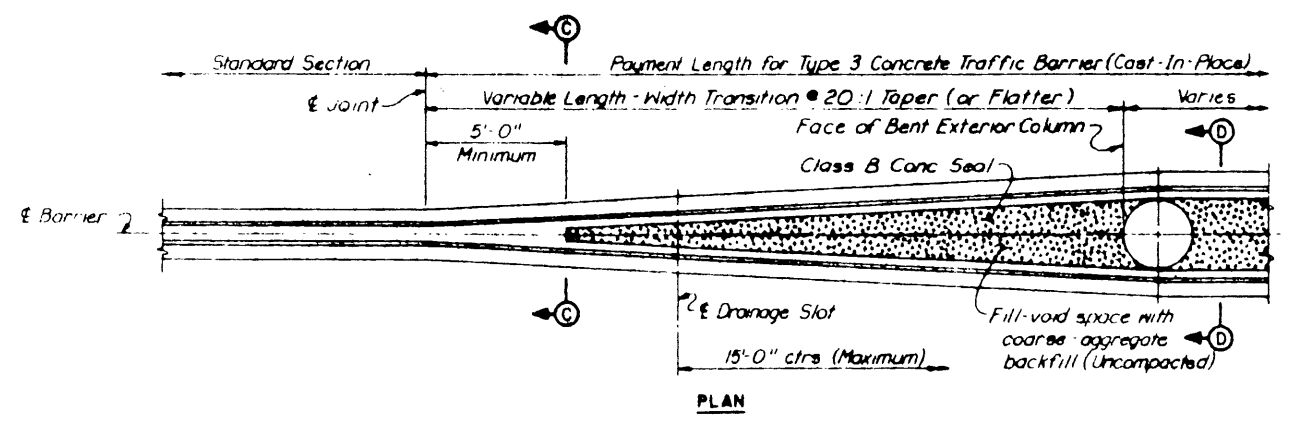 C
Standard Section
Payment Length for Type 3 Concrete Traffic Barrier (Cast-In-Place)
℄ Joint
Variable Length - Width Transition @ 20:1 Taper (or Flatter)
Varies
5'-0"
Minimum
Face of Bent Exterior Column
D
Class B Conc Seal
℄ Barrier
C
℄ Drainage Slot
Fill-void space with
coarse-aggregate
backfill (Uncompacted)
D
15'-0" ctrs (Maximum)
PLAN